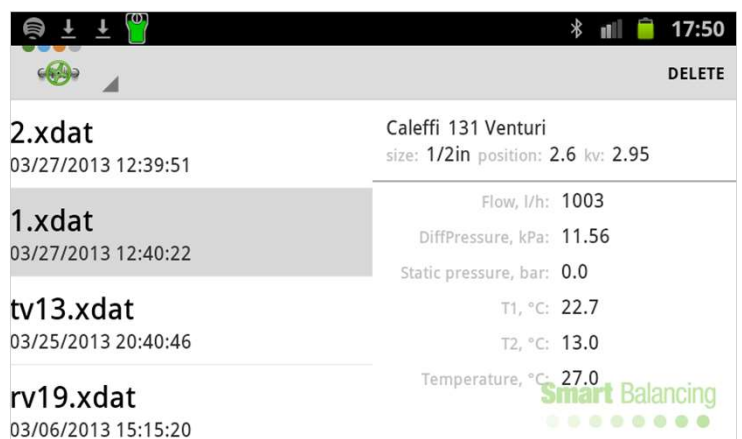 17:50
DELETE
2.xdat
03/27/2013 12:39:51
1.xdat
03/27/2013 12:40:22
tv13.xdat
03/25/2013 20:40:46
rv19.xdat
03/06/2013 15:15:20
Caleffi 131 Venturi
size: 1/2in position: 2.6 kv: 2.95
Flow, l/h: 1003
DiffPressure, kPa: 11.56
Static pressure, bar: 0.0
T1, °C: 22.7
T2, °C: 13.0
Temperature, °C: 27.0
Smart Balancing